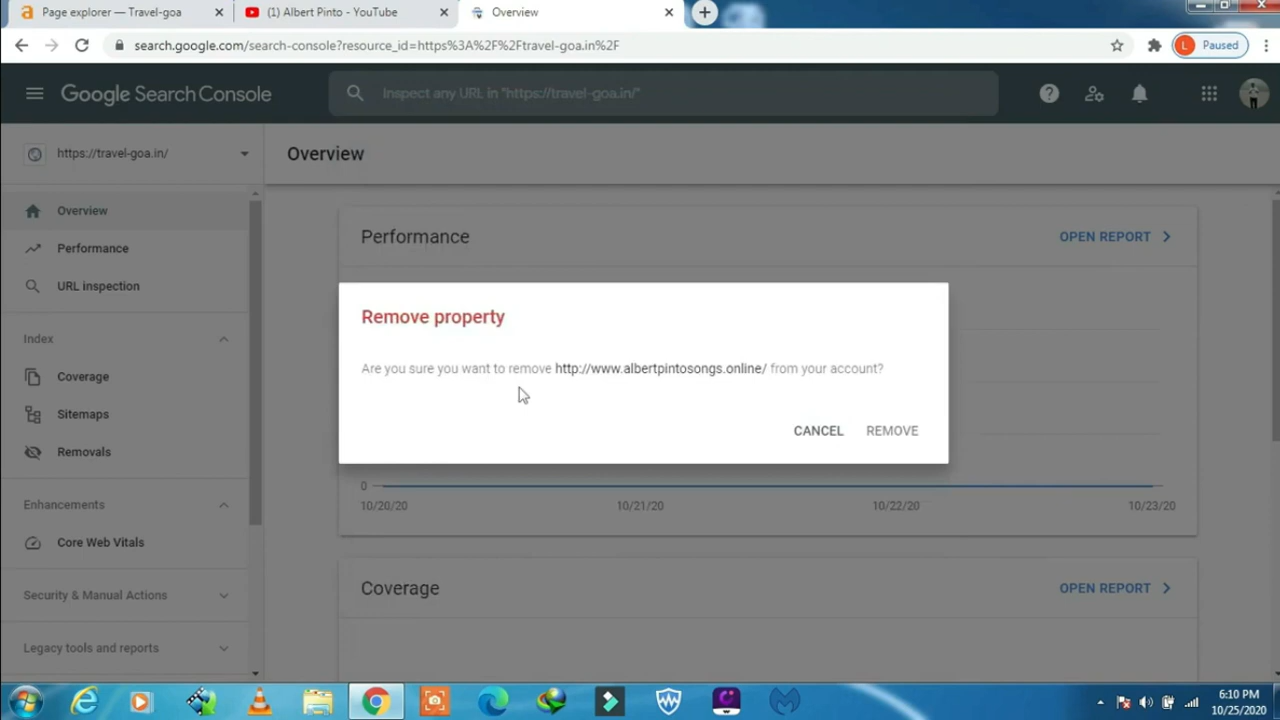 Page explorer — Travel-goa
(1) Albert Pinto - YouTube
Overview
search.google.com/search-console?resource_id=https%3A%2F%2Ftravel-goa.in%2F
L
Paused
Google Search Console
Inspect any URL in "https://travel-goa.in/"
https://travel-goa.in/
Overview
Overview
Performance
URL inspection
Index
Coverage
Sitemaps
Removals
Enhancements
Core Web Vitals
Security & Manual Actions
Legacy tools and reports
Performance
OPEN REPORT
Remove property
Are you sure you want to remove http://www.albertpintosongs.online/ from your account?
CANCEL
REMOVE
0
10/20/20
10/21/20
10/22/20
10/23/20
Coverage
OPEN REPORT
6:10 PM
10/25/2020